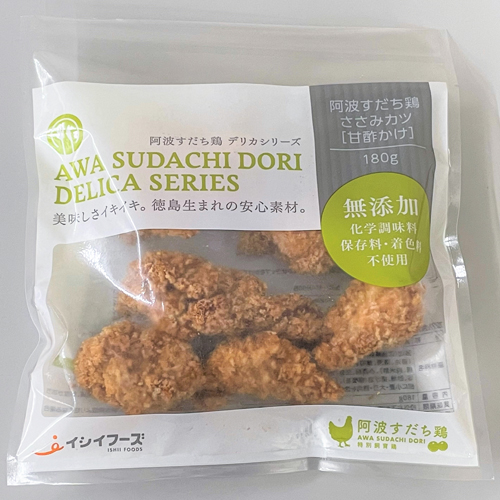 阿波すだち鶏
ささみカツ
[甘酢かけ]
180g
阿波すだち鶏 デリカシリーズ
AWA SUDACHI DORI
DELICA SERIES
美味しさイキイキ。徳島生まれの安心素材。
無添加
化学調味料
保存料・着色料
不使用
イシイフーズ
ISHII FOODS
阿波すだち鶏
AWA SUDACHI DORI
特別飼育鶏